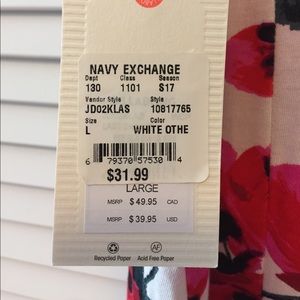 NAVY EXCHANGE
Dept Class Season
130 1101 S17
Vendor Style Style
JD02KLAS 10817765
Size Color
L WHITE OTHE
6 79370 57530 4
$31.99
LARGE
MSRP $ 49.95 CAD
MSRP $ 39.95 USD
AF
Recycled Paper Acid Free Paper